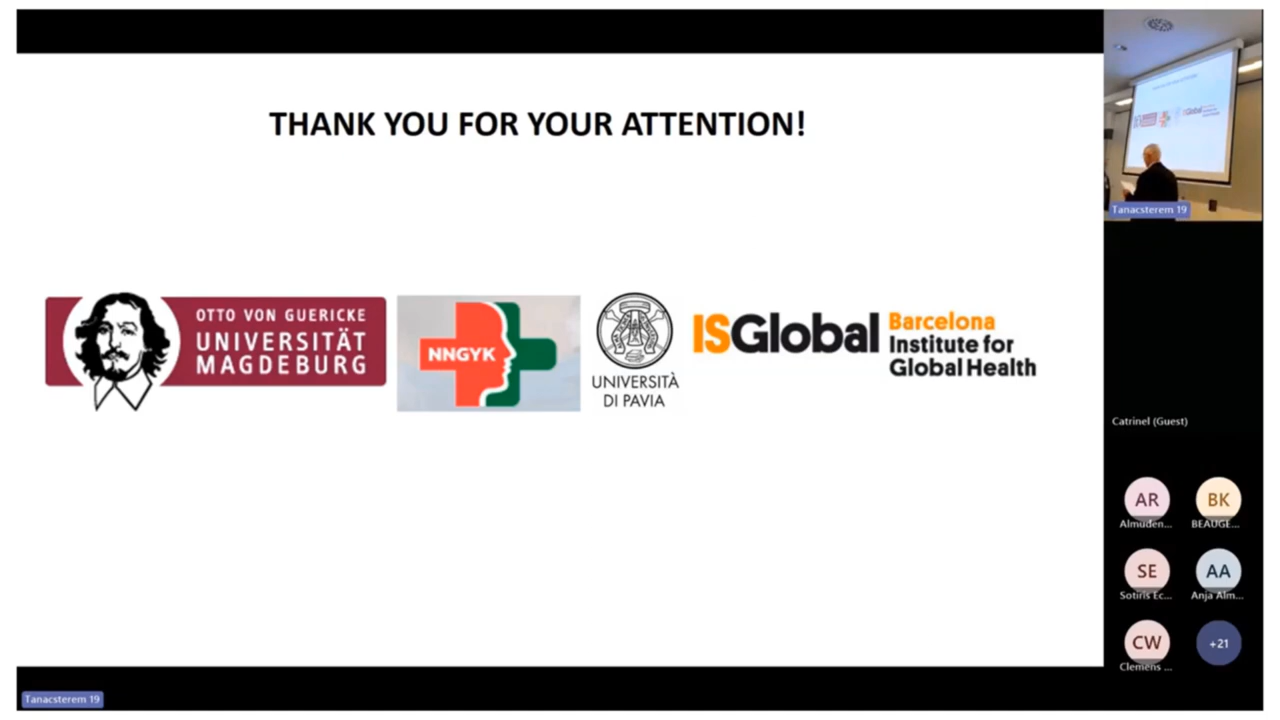 THANK YOU FOR YOUR ATTENTION!
OTTO VON GUERICKE
UNIVERSITÄT
MAGDEBURG
NNGYK
UNIVERSITÀ
DI PAVIA
ISGlobal
Barcelona
Institute for
Global Health
Tanacsterem 19
ISGlobal
Tanacsterem 19
Catrinel (Guest)
AR
BK
Almuden...
BEAUGE...
SE
AA
Sotiris Ec...
Anja Alm...
CW
+21
Clemens ...